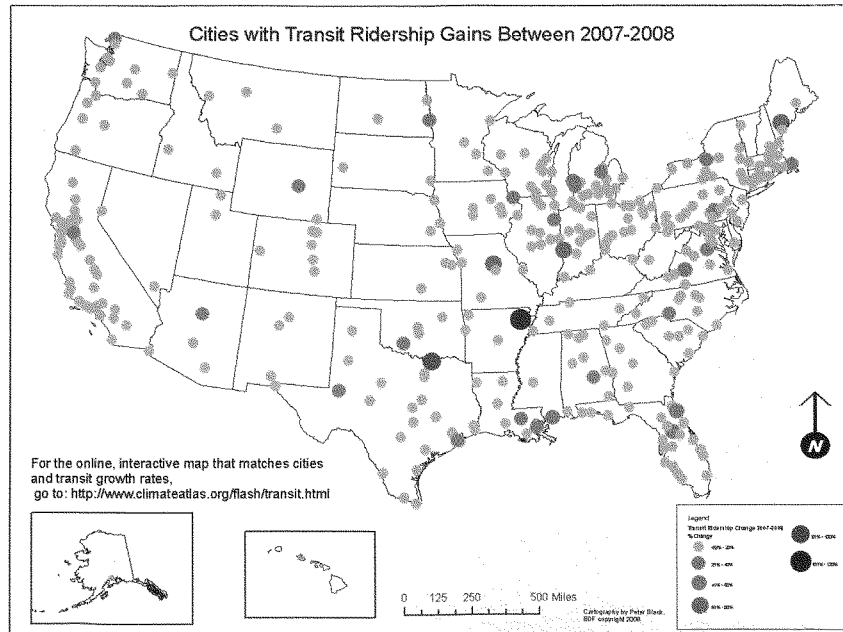 Cities with Transit Ridership Gains Between 2007-2008
N
For the online, interactive map that matches cities
and transit growth rates,
go to: http://www.climateatlas.org/flash/transit.html
0 125 250 500 Miles
Cartography by Peter Black,
EDF copyright 2008
Legend
Transit Ridership Change 2007-2008
% Change